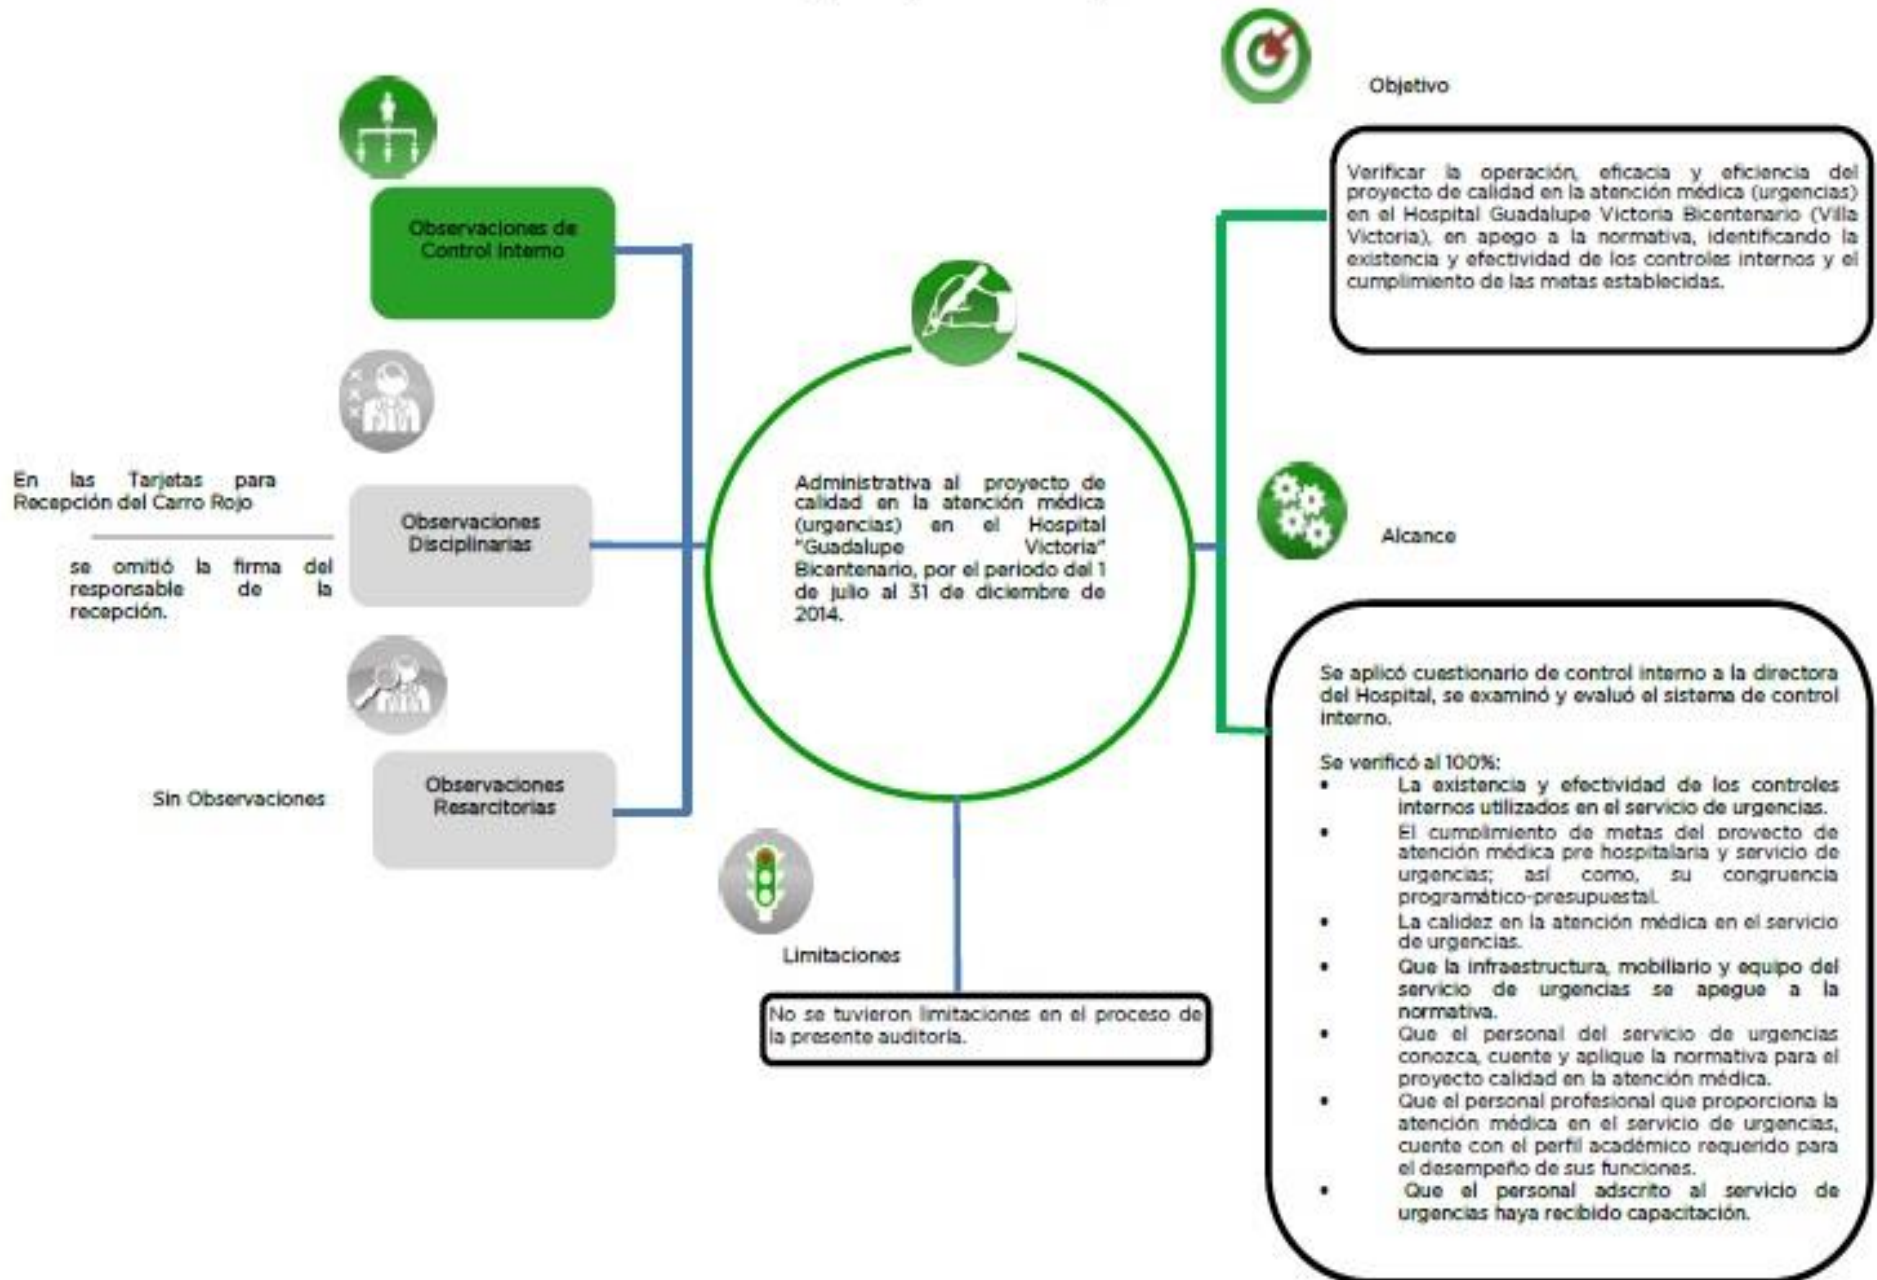 Objetivo
Verificar la operación, eficacia y eficiencia del
proyecto de calidad en la atención médica (urgencias)
en el Hospital Guadalupe Victoria Bicentenario (Villa
Victoria), en apego a la normativa, identificando la
existencia y efectividad de los controles internos y el
cumplimiento de las metas establecidas.
Observaciones de
Control Interno
En las Tarjetas para
Recepción del Carro Rojo
se omitió la firma del
responsable de la
recepción.
Observaciones
Disciplinarias
Sin Observaciones
Observaciones
Resarcitorias
Administrativa al proyecto de
calidad en la atención médica
(urgencias) en el Hospital
"Guadalupe Victoria"
Bicentenario, por el periodo del 1
de julio al 31 de diciembre de
2014.
Limitaciones
No se tuvieron limitaciones en el proceso de
la presente auditoría.
Alcance
Se aplicó cuestionario de control interno a la directora
del Hospital, se examinó y evaluó el sistema de control
interno.
Se verificó al 100%:
• La existencia y efectividad de los controles
internos utilizados en el servicio de urgencias.
• El cumplimiento de metas del proyecto de
atención médica pre hospitalaria y servicio de
urgencias; así como, su congruencia
programático-presupuestal.
• La calidez en la atención médica en el servicio
de urgencias.
• Que la infraestructura, mobiliario y equipo del
servicio de urgencias se apegue a la
normativa.
• Que el personal del servicio de urgencias
conozca, cuente y aplique la normativa para el
proyecto calidad en la atención médica.
• Que el personal profesional que proporciona la
atención médica en el servicio de urgencias,
cuente con el perfil académico requerido para
el desempeño de sus funciones.
• Que el personal adscrito al servicio de
urgencias haya recibido capacitación.